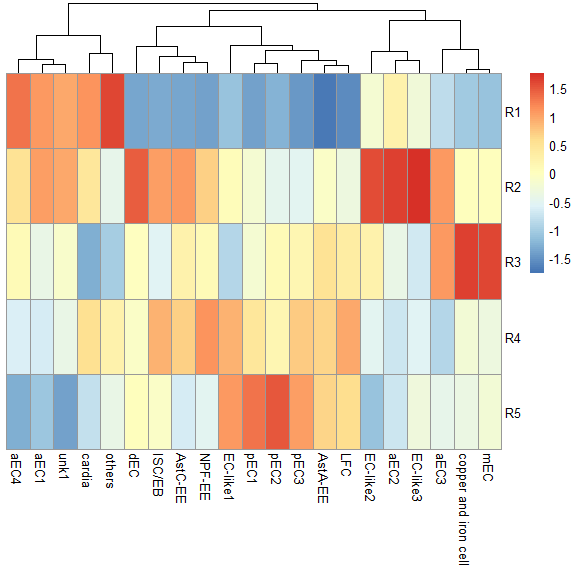 R1
R2
R3
R4
R5
1.5
1
0.5
0
-0.5
-1
-1.5
aEC4
aEC1
unk1
cardia
others
dEC
ISC/EB
AstC-EE
NPF-EE
EC-like1
pEC1
pEC2
pEC3
AstA-EE
LFC
EC-like2
aEC2
EC-like3
aEC3
copper and iron cell
mEC